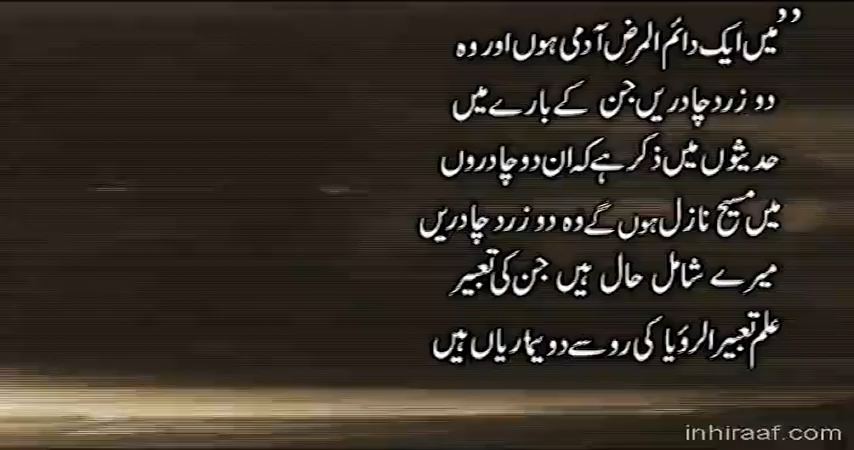 ”میں ایک دائم المرض آدمی ہوں اور وہ
دو زرد چادریں جن کے بارے میں
حدیثوں میں ذکر ہے کہ ان دو چادروں
میں مسیح نازل ہوں گے وہ دو زرد چادریں
میرے شامل حال ہیں جن کی تعبیر
علم تعبیر الرؤیا کی رو سے دو بیماریاں ہیں
inhiraaf.com